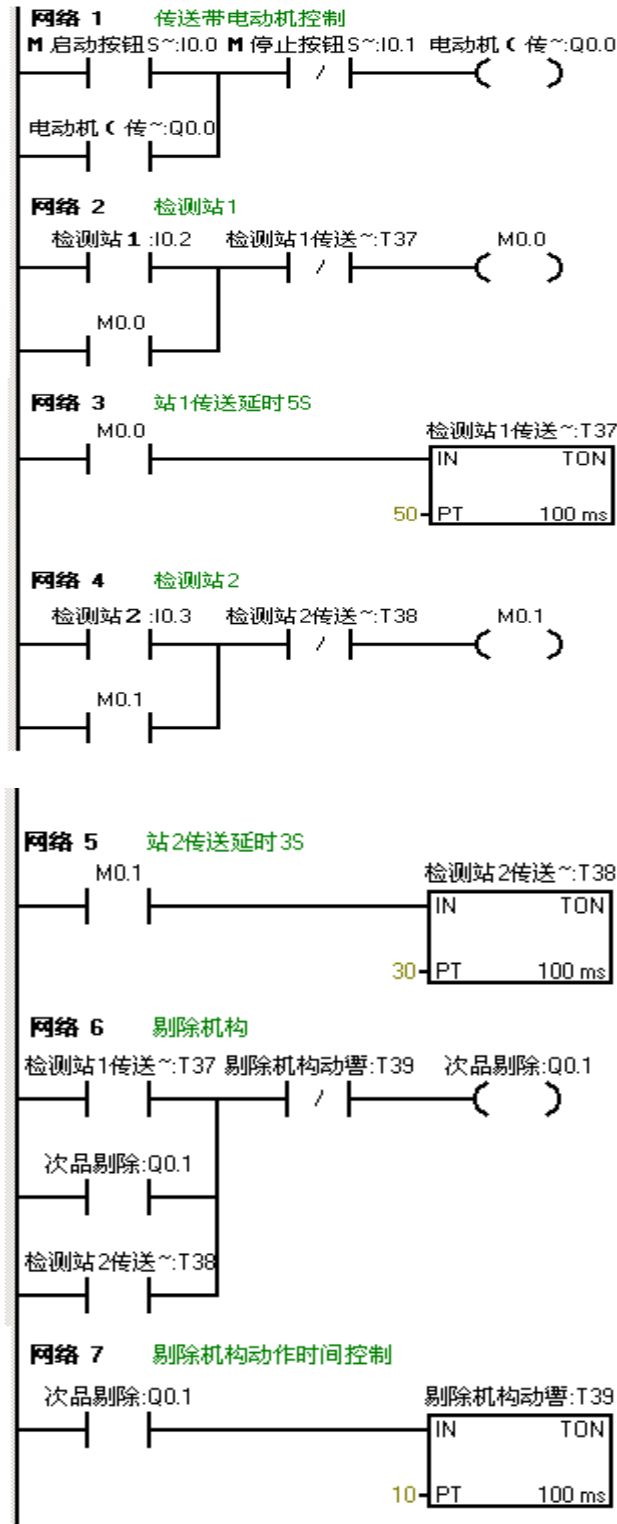 网络 1 传送带电动机控制
M 启动按钮S~:I0.0 M 停止按钮S~:I0.1 电动机(传~:Q0.0
/
电动机(传~:Q0.0
网络 2 检测站1
检测站1:I0.2 检测站1传送~:T37 M0.0
/
M0.0
网络 3 站1传送延时5S
M0.0 检测站1传送~:T37
IN TON
50 PT 100 ms
网络 4 检测站2
检测站2:I0.3 检测站2传送~:T38 M0.1
/
M0.1
网络 5 站2传送延时3S
M0.1 检测站2传送~:T38
IN TON
30 PT 100 ms
网络 6 剔除机构
检测站1传送~:T37 剔除机构动:T39 次品剔除:Q0.1
/
次品剔除:Q0.1
检测站2传送~:T38
网络 7 剔除机构动作时间控制
次品剔除:Q0.1 剔除机构动:T39
IN TON
10 PT 100 ms